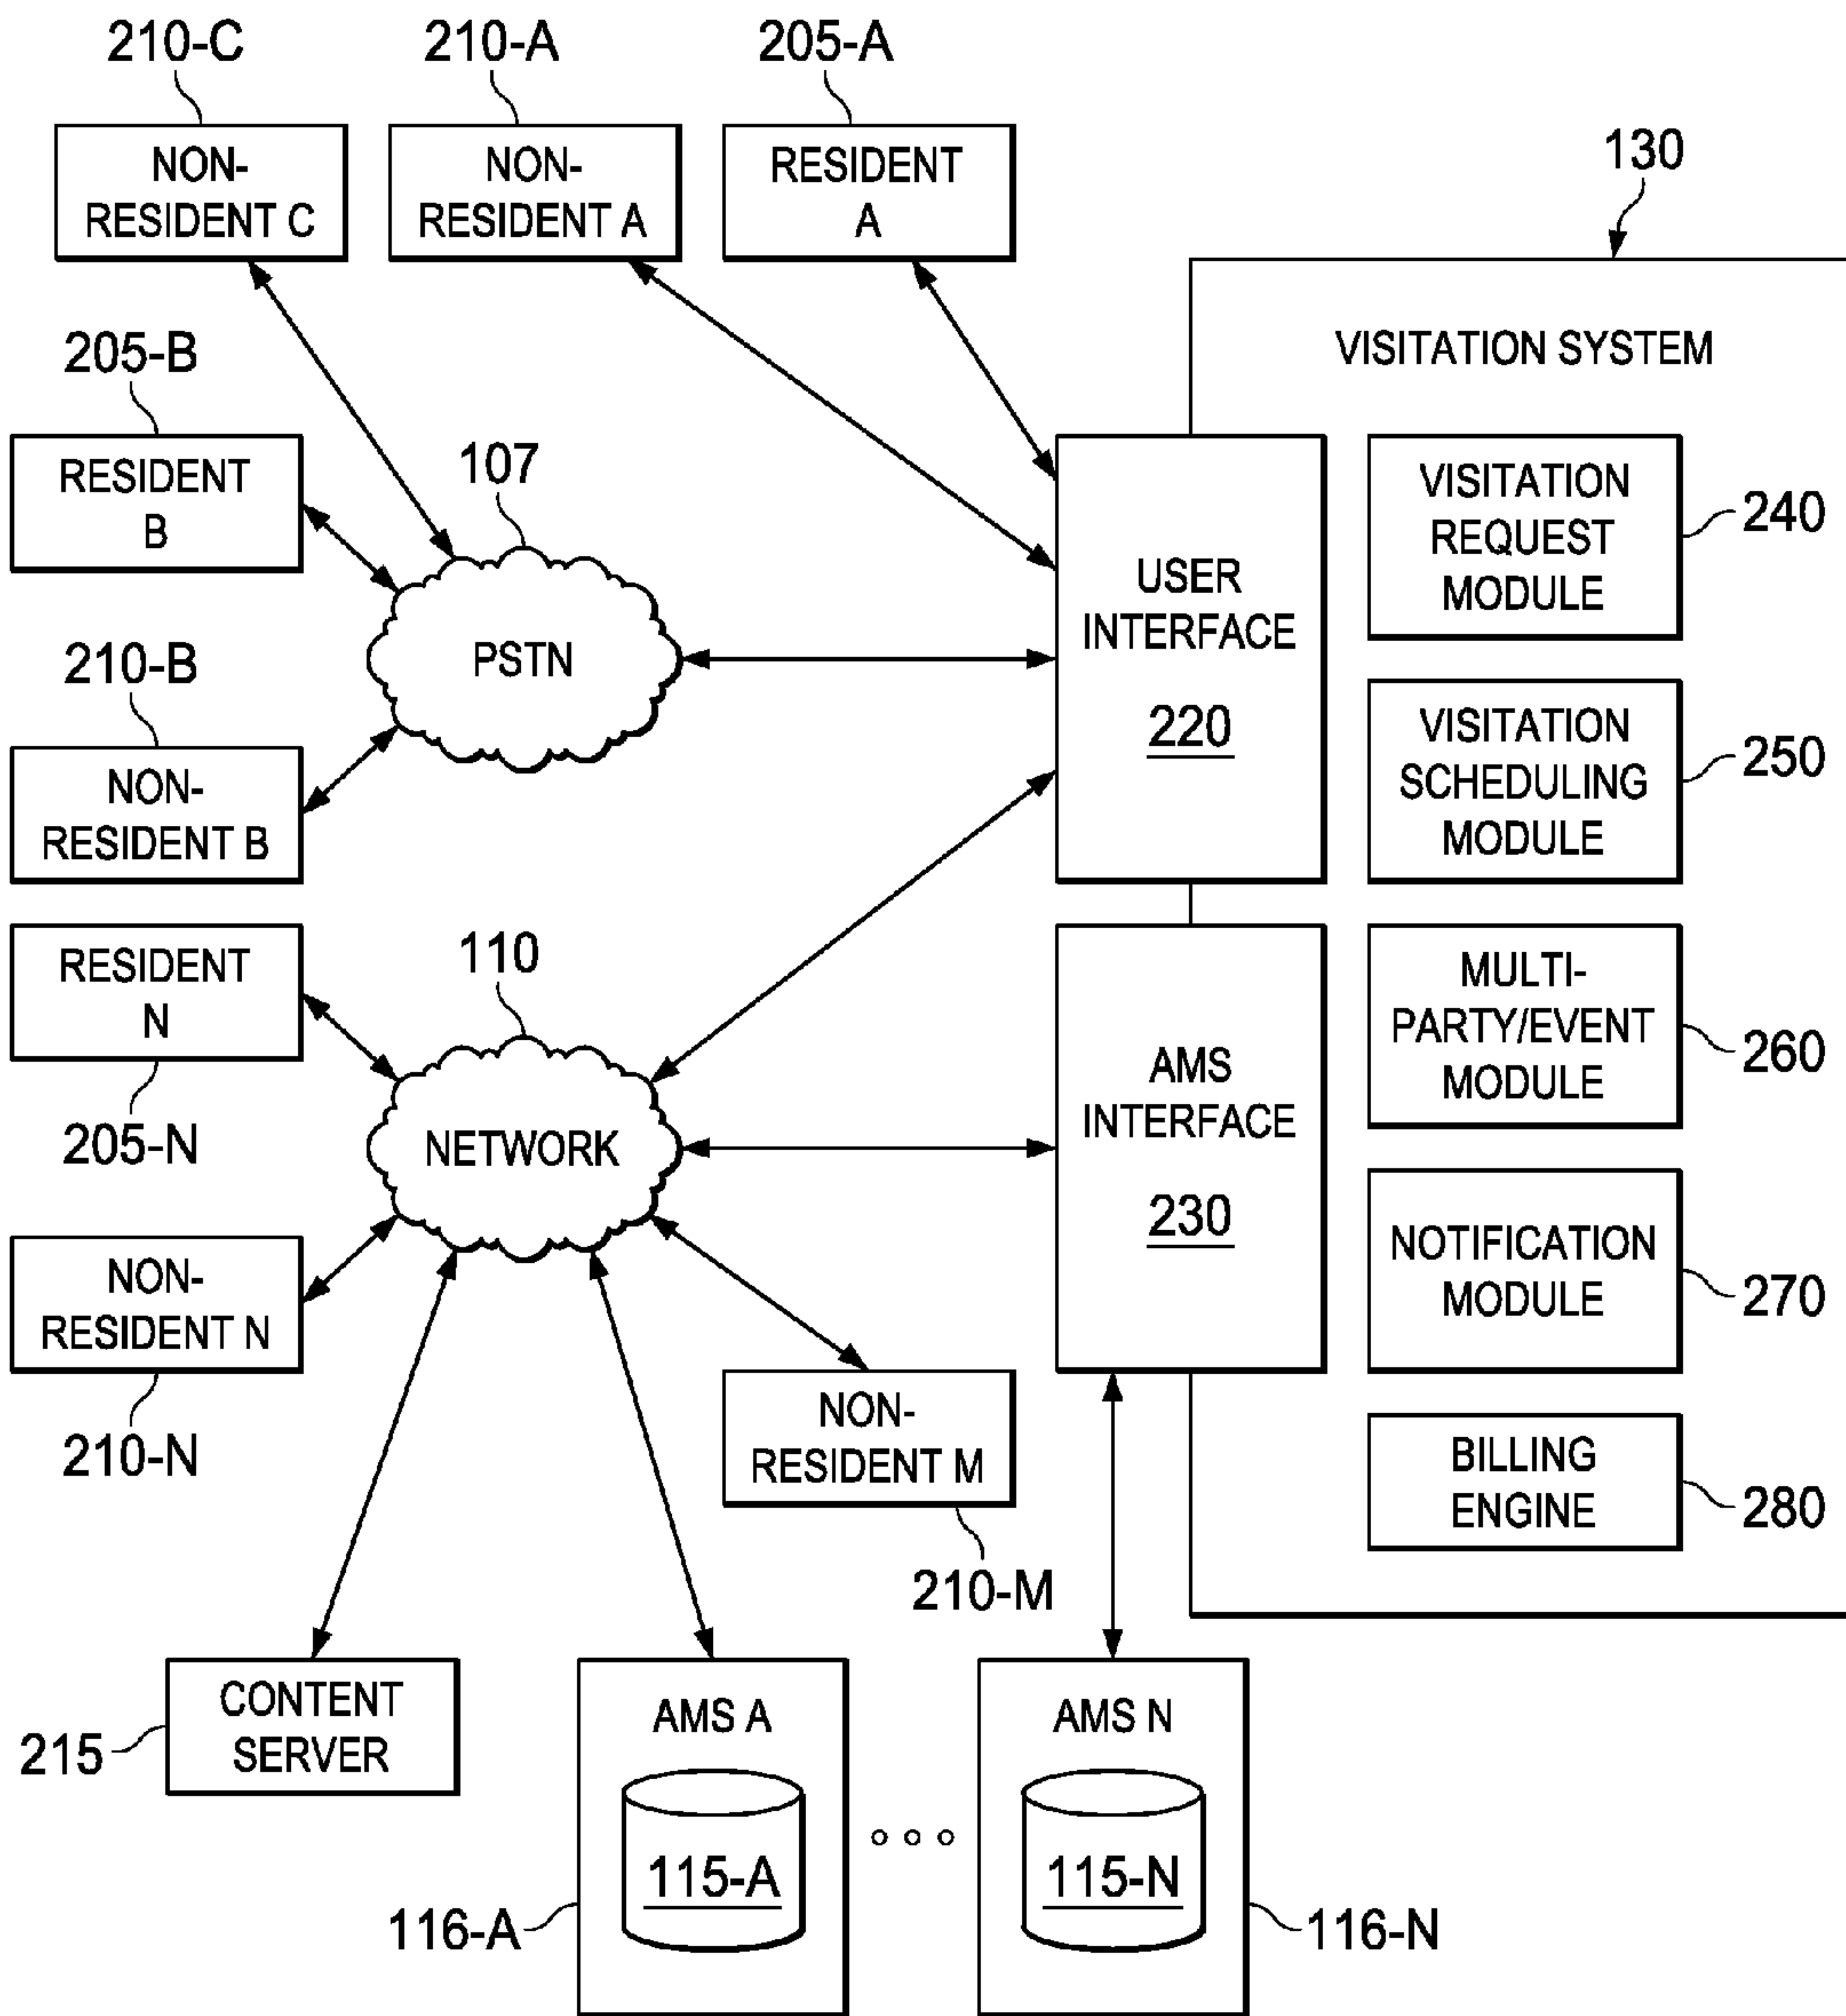 210-C
210-A
205-A
NON-
RESIDENT C
NON-
RESIDENT A
RESIDENT
A
130
VISITATION SYSTEM
205-B
RESIDENT
B
107
PSTN
210-B
NON-
RESIDENT B
USER
INTERFACE
220
VISITATION
REQUEST
MODULE
240
VISITATION
SCHEDULING
MODULE
250
RESIDENT
N
205-N
110
NETWORK
AMS
INTERFACE
230
MULTI-
PARTY/EVENT
MODULE
260
NON-
RESIDENT N
210-N
NOTIFICATION
MODULE
270
NON-
RESIDENT M
210-M
BILLING
ENGINE
280
CONTENT
SERVER
215
AMS A
115-A
116-A
AMS N
115-N
116-N